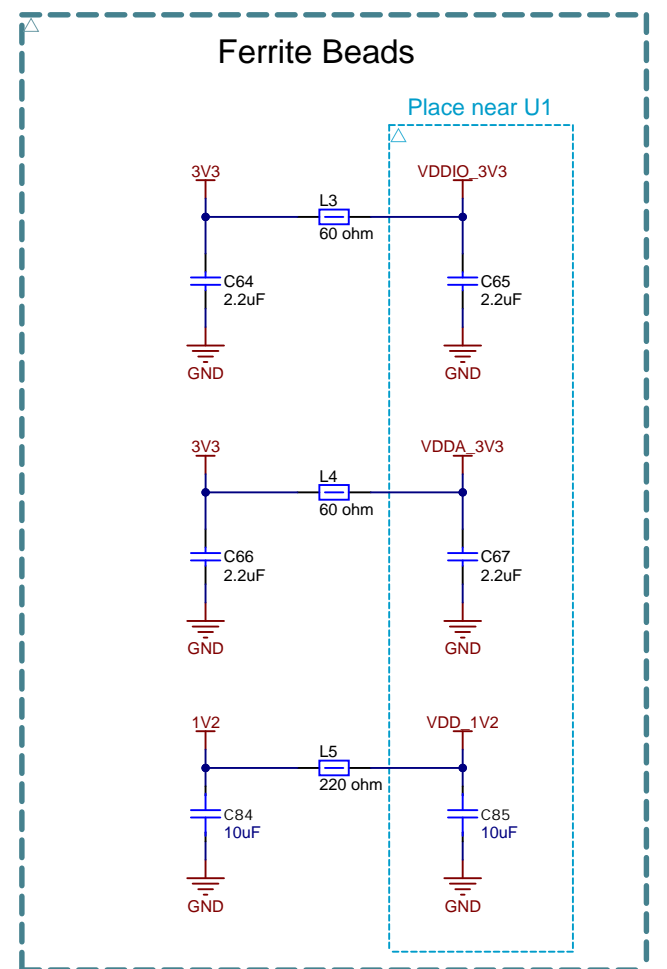 Ferrite Beads
Place near U1
3V3
VDDIO_3V3
L3
60 ohm
C64
2.2uF
C65
2.2uF
GND
GND
3V3
VDDA_3V3
L4
60 ohm
C66
2.2uF
C67
2.2uF
GND
GND
1V2
VDD_1V2
L5
220 ohm
C84
10uF
C85
10uF
GND
GND